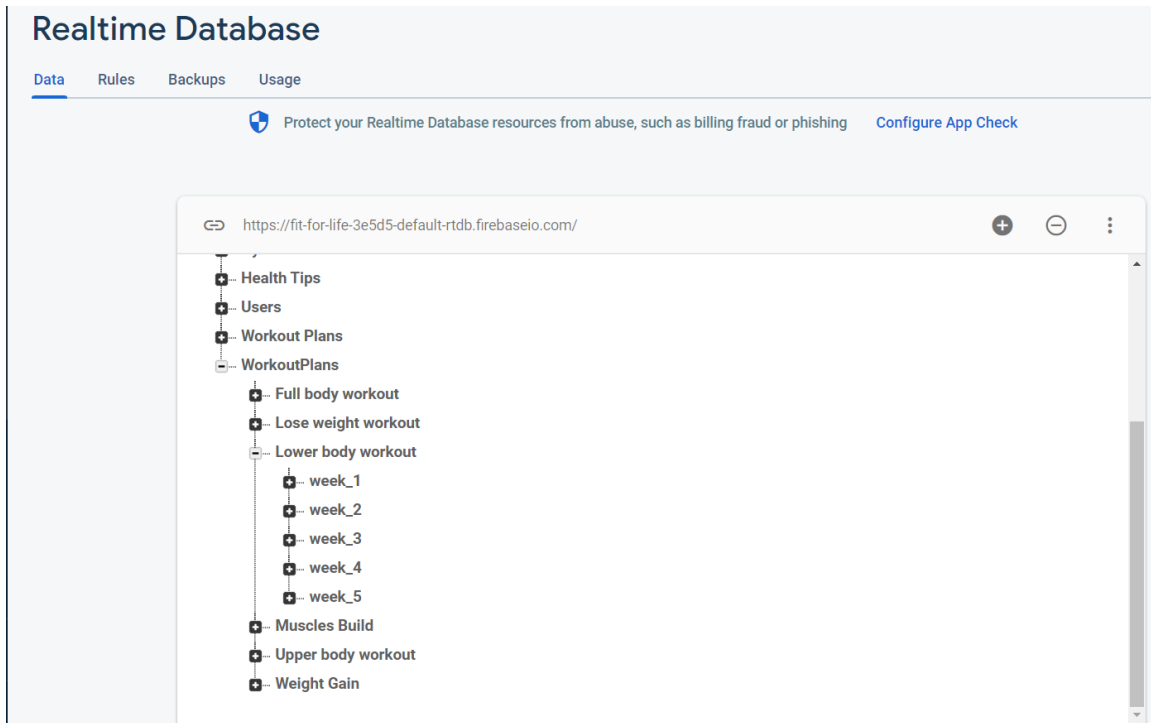 Realtime Database
Data Rules Backups Usage
Protect your Realtime Database resources from abuse, such as billing fraud or phishing Configure App Check
https://fit-for-life-3e5d5-default-rtdb.firebaseio.com/
Health Tips
Users
Workout Plans
WorkoutPlans
Full body workout
Lose weight workout
Lower body workout
week_1
week_2
week_3
week_4
week_5
Muscles Build
Upper body workout
Weight Gain